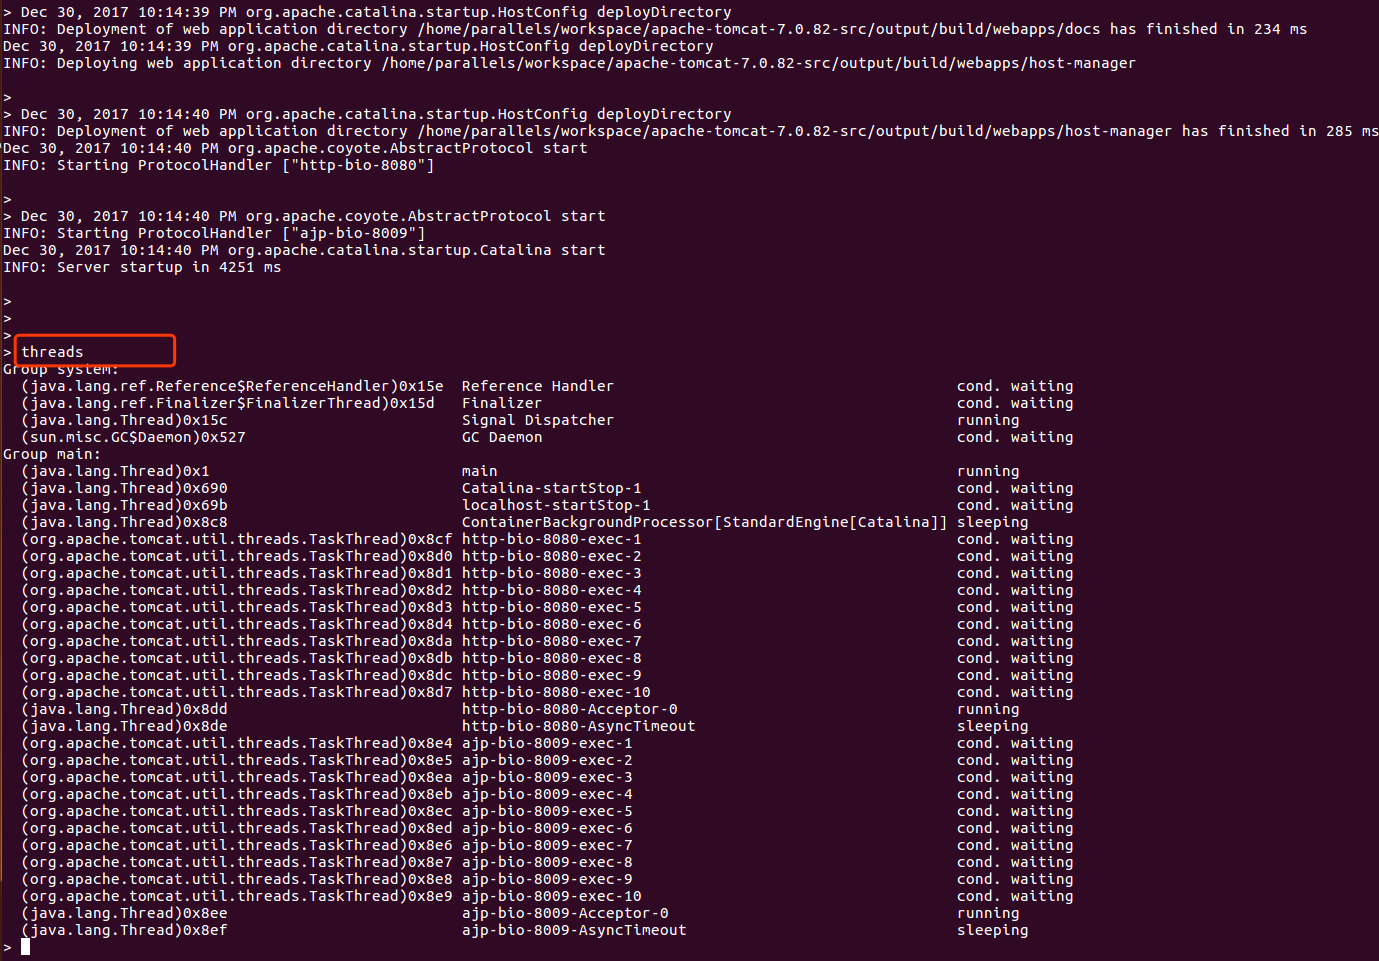 > Dec 30, 2017 10:14:39 PM org.apache.catalina.startup.HostConfig deployDirectory
INFO: Deployment of web application directory /home/parallels/workspace/apache-tomcat-7.0.82-src/output/build/webapps/docs has finished in 234 ms
Dec 30, 2017 10:14:39 PM org.apache.catalina.startup.HostConfig deployDirectory
INFO: Deploying web application directory /home/parallels/workspace/apache-tomcat-7.0.82-src/output/build/webapps/host-manager
>
> Dec 30, 2017 10:14:40 PM org.apache.catalina.startup.HostConfig deployDirectory
INFO: Deployment of web application directory /home/parallels/workspace/apache-tomcat-7.0.82-src/output/build/webapps/host-manager has finished in 285 ms
Dec 30, 2017 10:14:40 PM org.apache.coyote.AbstractProtocol start
INFO: Starting ProtocolHandler ["http-bio-8080"]
>
> Dec 30, 2017 10:14:40 PM org.apache.coyote.AbstractProtocol start
INFO: Starting ProtocolHandler ["ajp-bio-8009"]
Dec 30, 2017 10:14:40 PM org.apache.catalina.startup.Catalina start
INFO: Server startup in 4251 ms
>
>
>
> threads
Group system:
(java.lang.ref.Reference$ReferenceHandler)0x15e Reference Handler cond. waiting
(java.lang.ref.Finalizer$FinalizerThread)0x15d Finalizer cond. waiting
(java.lang.Thread)0x15c Signal Dispatcher running
(sun.misc.GC$Daemon)0x527 GC Daemon cond. waiting
Group main:
(java.lang.Thread)0x1 main running
(java.lang.Thread)0x690 Catalina-startStop-1 cond. waiting
(java.lang.Thread)0x69b localhost-startStop-1 cond. waiting
(java.lang.Thread)0x8c8 ContainerBackgroundProcessor[StandardEngine[Catalina]] sleeping
(org.apache.tomcat.util.threads.TaskThread)0x8cf http-bio-8080-exec-1 cond. waiting
(org.apache.tomcat.util.threads.TaskThread)0x8d0 http-bio-8080-exec-2 cond. waiting
(org.apache.tomcat.util.threads.TaskThread)0x8d1 http-bio-8080-exec-3 cond. waiting
(org.apache.tomcat.util.threads.TaskThread)0x8d2 http-bio-8080-exec-4 cond. waiting
(org.apache.tomcat.util.threads.TaskThread)0x8d3 http-bio-8080-exec-5 cond. waiting
(org.apache.tomcat.util.threads.TaskThread)0x8d4 http-bio-8080-exec-6 cond. waiting
(org.apache.tomcat.util.threads.TaskThread)0x8da http-bio-8080-exec-7 cond. waiting
(org.apache.tomcat.util.threads.TaskThread)0x8db http-bio-8080-exec-8 cond. waiting
(org.apache.tomcat.util.threads.TaskThread)0x8dc http-bio-8080-exec-9 cond. waiting
(org.apache.tomcat.util.threads.TaskThread)0x8d7 http-bio-8080-exec-10 cond. waiting
(java.lang.Thread)0x8dd http-bio-8080-Acceptor-0 running
(java.lang.Thread)0x8de http-bio-8080-AsyncTimeout sleeping
(org.apache.tomcat.util.threads.TaskThread)0x8e4 ajp-bio-8009-exec-1 cond. waiting
(org.apache.tomcat.util.threads.TaskThread)0x8e5 ajp-bio-8009-exec-2 cond. waiting
(org.apache.tomcat.util.threads.TaskThread)0x8ea ajp-bio-8009-exec-3 cond. waiting
(org.apache.tomcat.util.threads.TaskThread)0x8eb ajp-bio-8009-exec-4 cond. waiting
(org.apache.tomcat.util.threads.TaskThread)0x8ec ajp-bio-8009-exec-5 cond. waiting
(org.apache.tomcat.util.threads.TaskThread)0x8ed ajp-bio-8009-exec-6 cond. waiting
(org.apache.tomcat.util.threads.TaskThread)0x8e6 ajp-bio-8009-exec-7 cond. waiting
(org.apache.tomcat.util.threads.TaskThread)0x8e7 ajp-bio-8009-exec-8 cond. waiting
(org.apache.tomcat.util.threads.TaskThread)0x8e8 ajp-bio-8009-exec-9 cond. waiting
(org.apache.tomcat.util.threads.TaskThread)0x8e9 ajp-bio-8009-exec-10 cond. waiting
(java.lang.Thread)0x8ee ajp-bio-8009-Acceptor-0 running
(java.lang.Thread)0x8ef ajp-bio-8009-AsyncTimeout sleeping
>